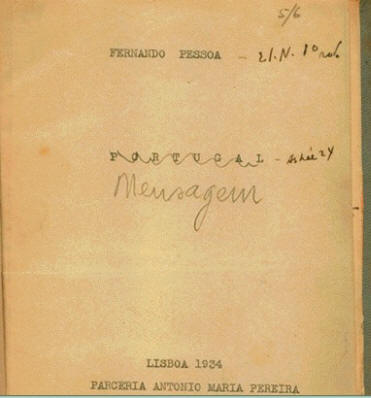 5/6
FERNANDO PESSOA -
PORTUGAL -
Mensagem
LISBOA 1934
PARCERIA ANTONIO MARIA PEREIRA